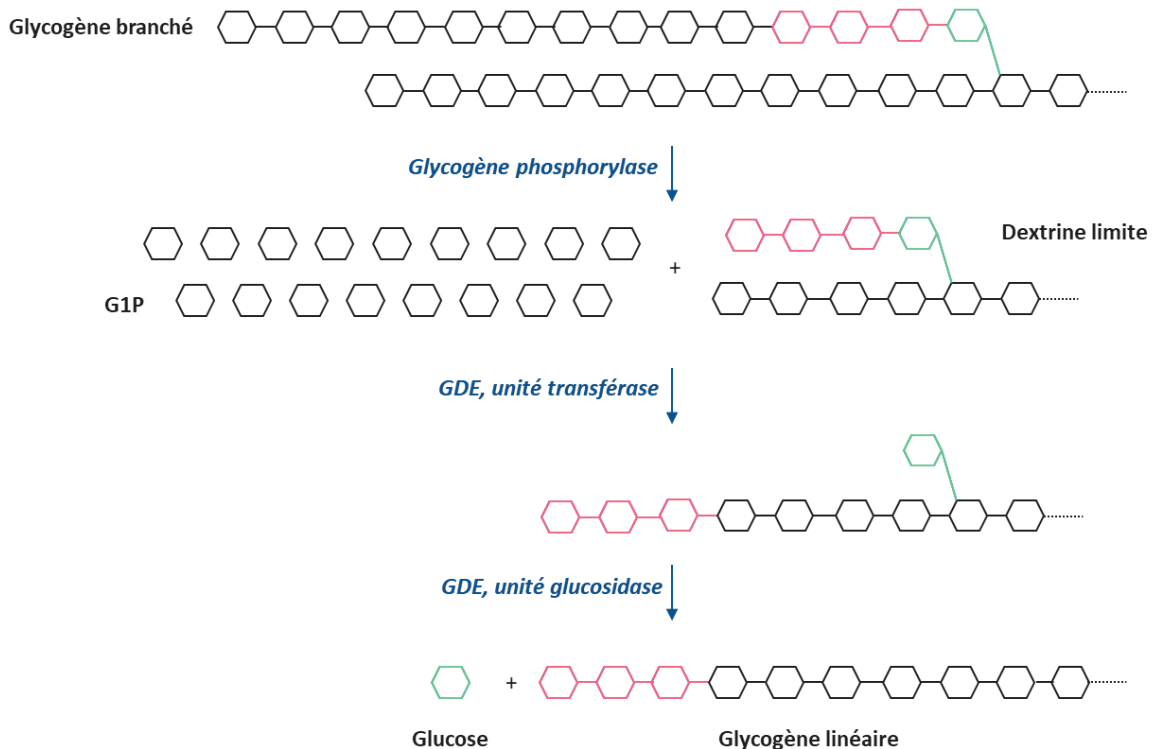 Glycogène branché
Glycogène phosphorylase
Dextrine limite
+
G1P
GDE, unité transférase
GDE, unité glucosidase
+
Glucose
Glycogène linéaire